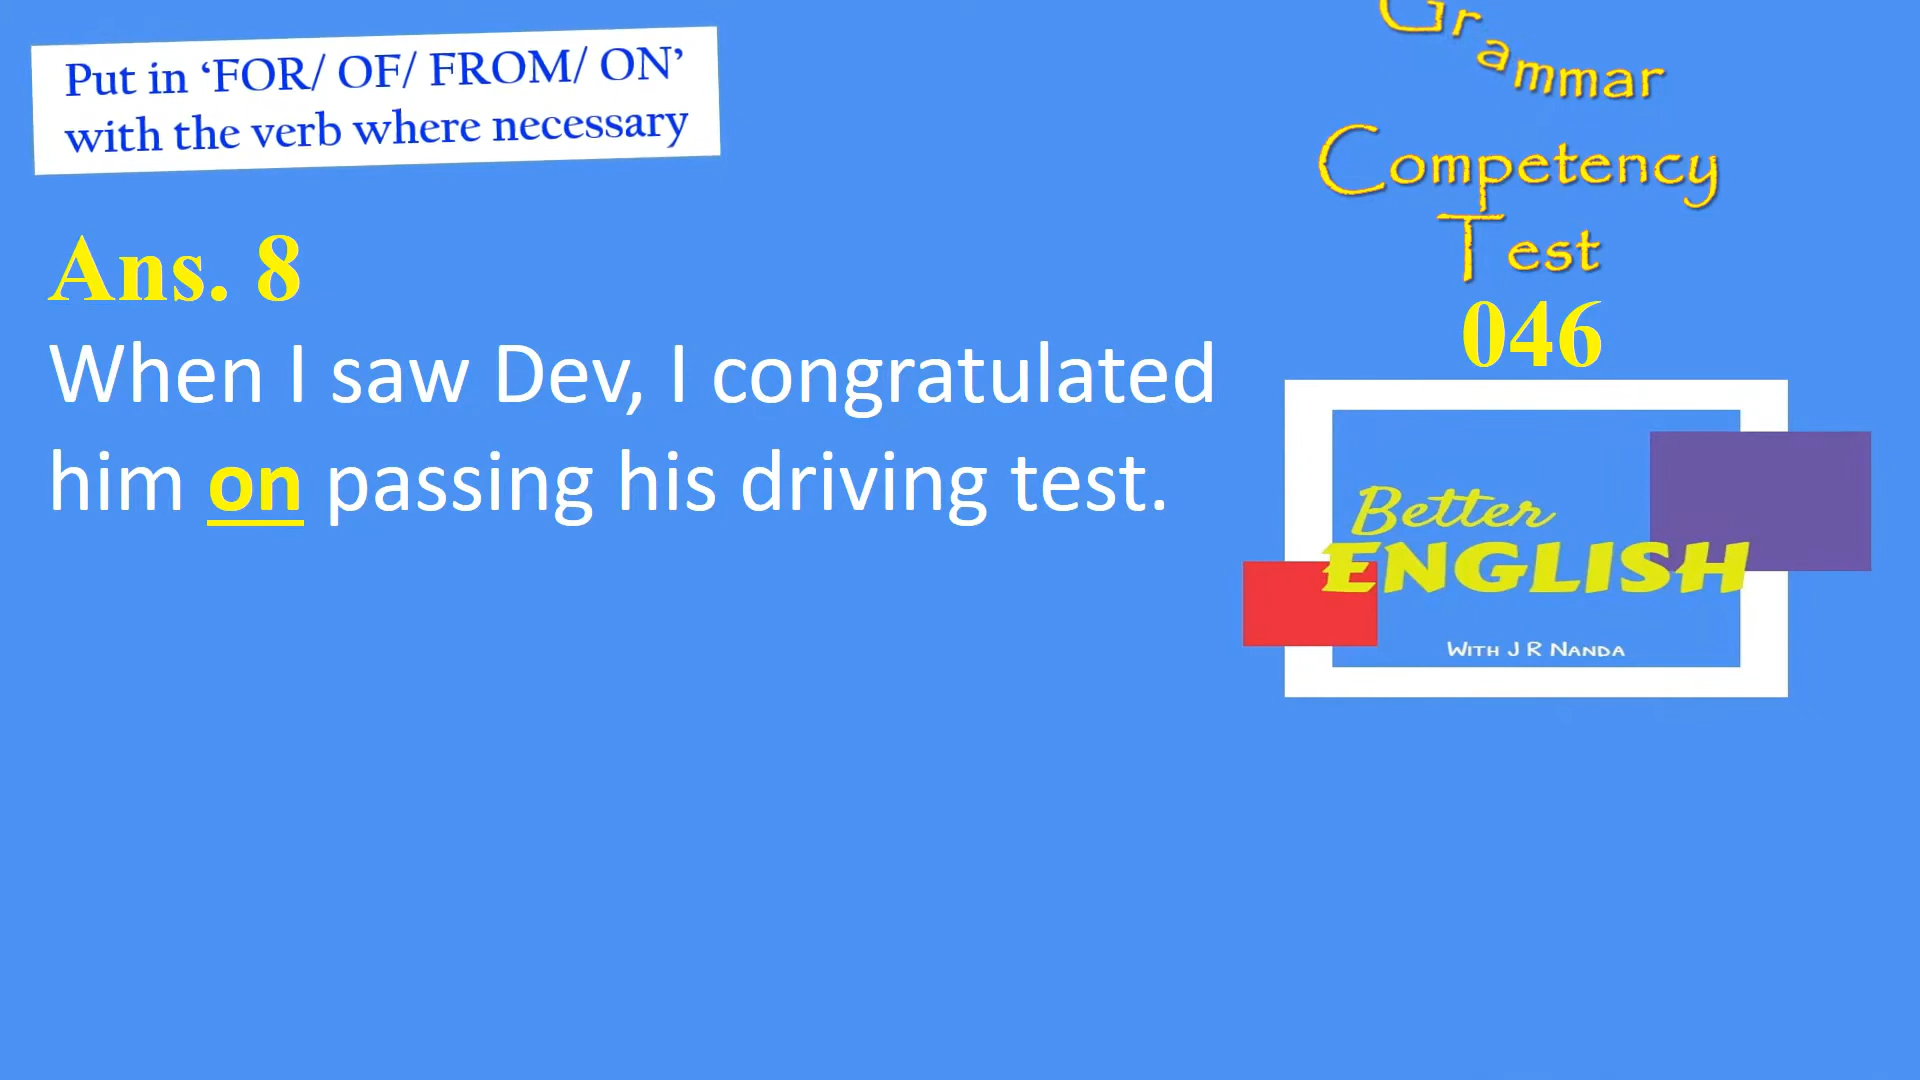 Put in ‘FOR/ OF/ FROM/ ON’
with the verb where necessary
Ans. 8
When I saw Dev, I congratulated
him on passing his driving test.
Grammar
Competency
Test
046
Better
ENGLISH
WITH J R NANDA